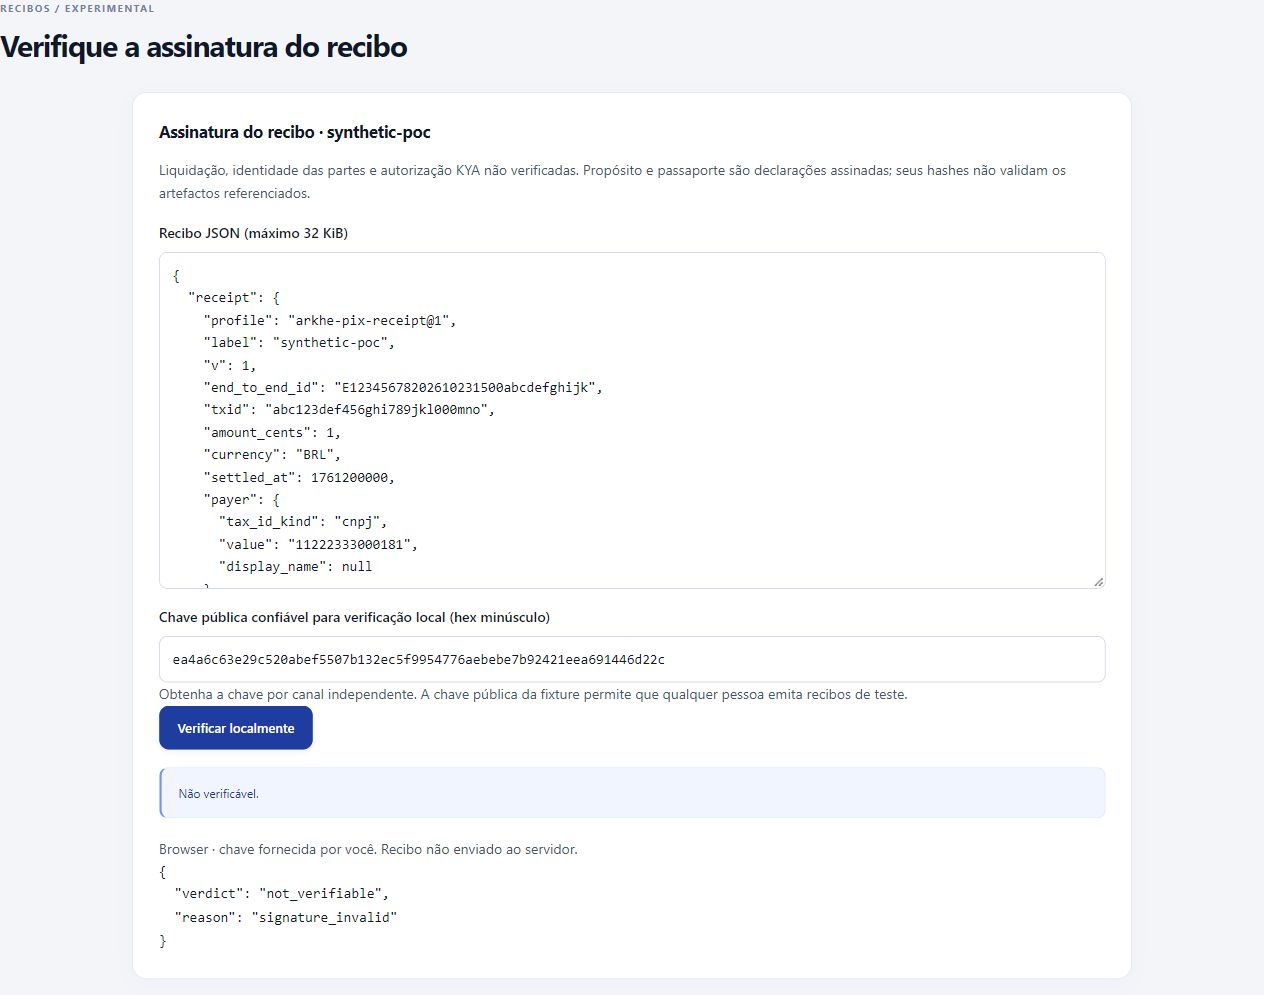 RECIBOS / EXPERIMENTAL
Verifique a assinatura do recibo
Assinatura do recibo · synthetic-poc
Liquidação, identidade das partes e autorização KYA não verificadas. Propósito e passaporte são declarações assinadas; seus hashes não validam os
artefactos referenciados.
Recibo JSON (máximo 32 KiB)
{
  "receipt": {
    "profile": "arkhe-pix-receipt@1",
    "label": "synthetic-poc",
    "v": 1,
    "end_to_end_id": "E12345678202610231500abcdefghijk",
    "txid": "abc123def456ghi789jkl000mno",
    "amount_cents": 1,
    "currency": "BRL",
    "settled_at": 1761200000,
    "payer": {
      "tax_id_kind": "cnpj",
      "value": "11222333000181",
      "display_name": null
Chave pública confiável para verificação local (hex minúsculo)
ea4a6c63e29c520abef5507b132ec5f9954776aebebe7b92421eea691446d22c
Obtenha a chave por canal independente. A chave pública da fixture permite que qualquer pessoa emita recibos de teste.
Verificar localmente
Não verificável.
Browser · chave fornecida por você. Recibo não enviado ao servidor.
{
  "verdict": "not_verifiable",
  "reason": "signature_invalid"
}